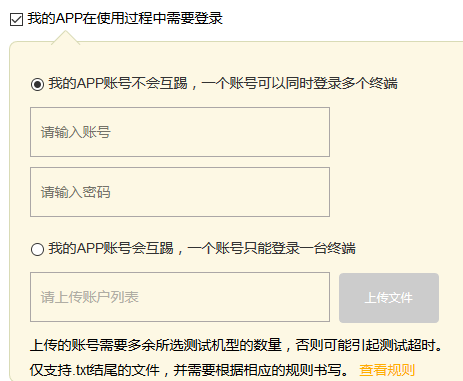 我的APP在使用过程中需要登录
我的APP账号不会互踢，一个账号可以同时登录多个终端
请输入账号
请输入密码
我的APP账号会互踢，一个账号只能登录一台终端
请上传账户列表 上传文件
上传的账号需要多余所选测试机型的数量，否则可能引起测试超时。
仅支持.txt结尾的文件，并需要根据相应的规则书写。 查看规则